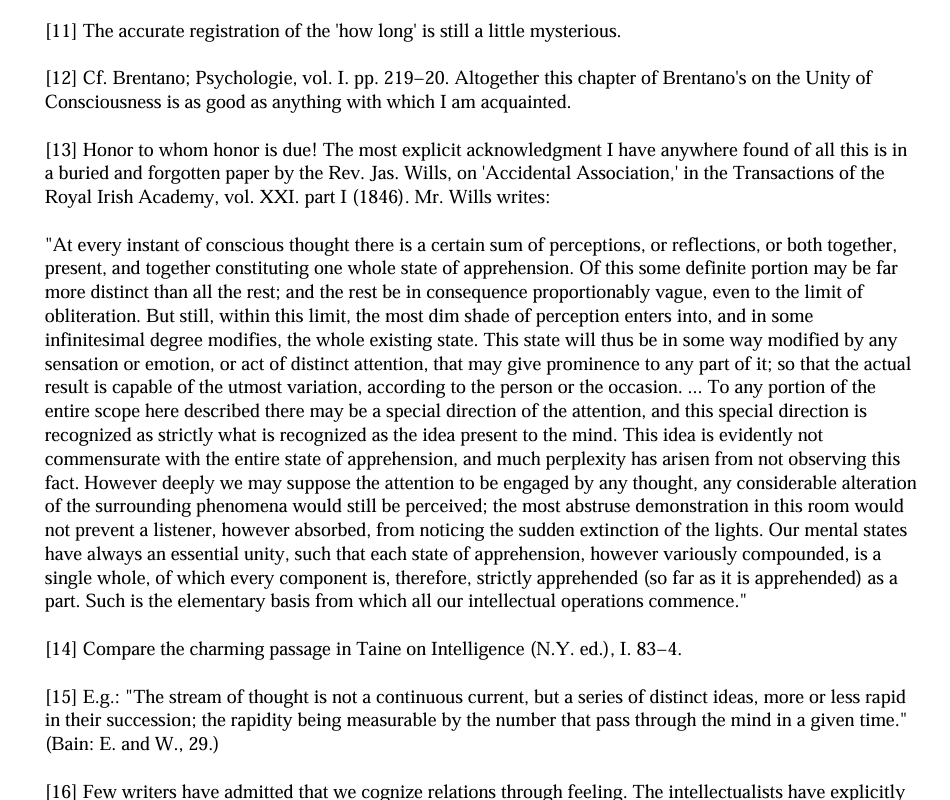 [11] The accurate registration of the 'how long' is still a little mysterious.
[12] Cf. Brentano; Psychologie, vol. I. pp. 219–20. Altogether this chapter of Brentano's on the Unity of
Consciousness is as good as anything with which I am acquainted.
[13] Honor to whom honor is due! The most explicit acknowledgment I have anywhere found of all this is in
a buried and forgotten paper by the Rev. Jas. Wills, on 'Accidental Association,' in the Transactions of the
Royal Irish Academy, vol. XXI. part I (1846). Mr. Wills writes:
"At every instant of conscious thought there is a certain sum of perceptions, or reflections, or both together,
present, and together constituting one whole state of apprehension. Of this some definite portion may be far
more distinct than all the rest; and the rest be in consequence proportionably vague, even to the limit of
obliteration. But still, within this limit, the most dim shade of perception enters into, and in some
infinitesimal degree modifies, the whole existing state. This state will thus be in some way modified by any
sensation or emotion, or act of distinct attention, that may give prominence to any part of it; so that the actual
result is capable of the utmost variation, according to the person or the occasion. ... To any portion of the
entire scope here described there may be a special direction of the attention, and this special direction is
recognized as strictly what is recognized as the idea present to the mind. This idea is evidently not
commensurate with the entire state of apprehension, and much perplexity has arisen from not observing this
fact. However deeply we may suppose the attention to be engaged by any thought, any considerable alteration
of the surrounding phenomena would still be perceived; the most abstruse demonstration in this room would
not prevent a listener, however absorbed, from noticing the sudden extinction of the lights. Our mental states
have always an essential unity, such that each state of apprehension, however variously compounded, is a
single whole, of which every component is, therefore, strictly apprehended (so far as it is apprehended) as a
part. Such is the elementary basis from which all our intellectual operations commence."
[14] Compare the charming passage in Taine on Intelligence (N.Y. ed.), I. 83–4.
[15] E.g.: "The stream of thought is not a continuous current, but a series of distinct ideas, more or less rapid
in their succession; the rapidity being measurable by the number that pass through the mind in a given time."
(Bain: E. and W., 29.)
[16] Few writers have admitted that we cognize relations through feeling. The intellectualists have explicitly